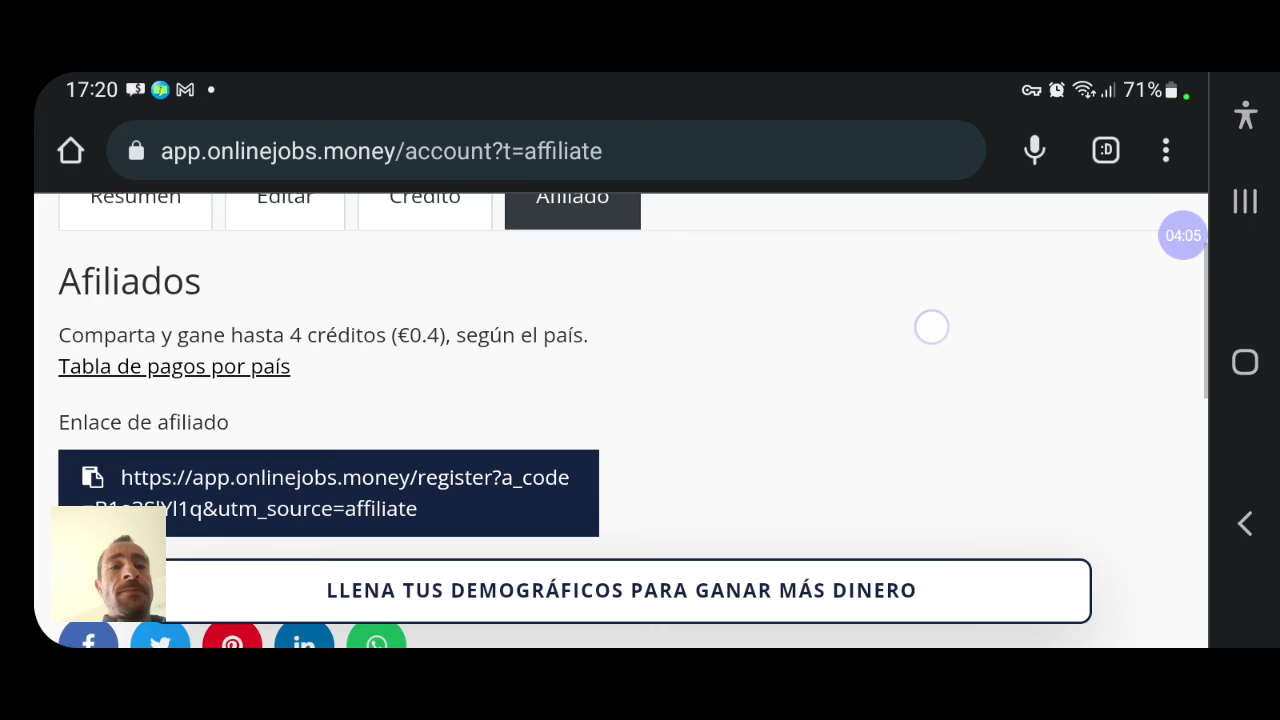 17:20
71%
app.onlinejobs.money/account?t=affiliate
:D
Resumen Editar Crédito Afiliado
04:05
Afiliados
Comparta y gane hasta 4 créditos (€0.4), según el país.
Tabla de pagos por país
Enlace de afiliado
https://app.onlinejobs.money/register?a_code
&utm_source=affiliate
LLENA TUS DEMOGRÁFICOS PARA GANAR MÁS DINERO